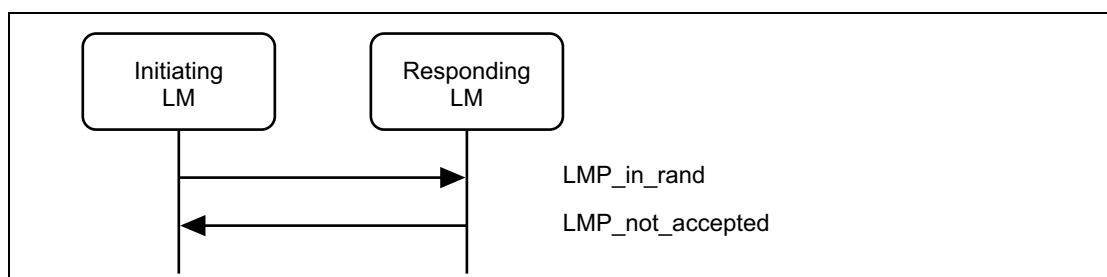 Initiating
LM
Responding
LM
LMP_in_rand
LMP_not_accepted